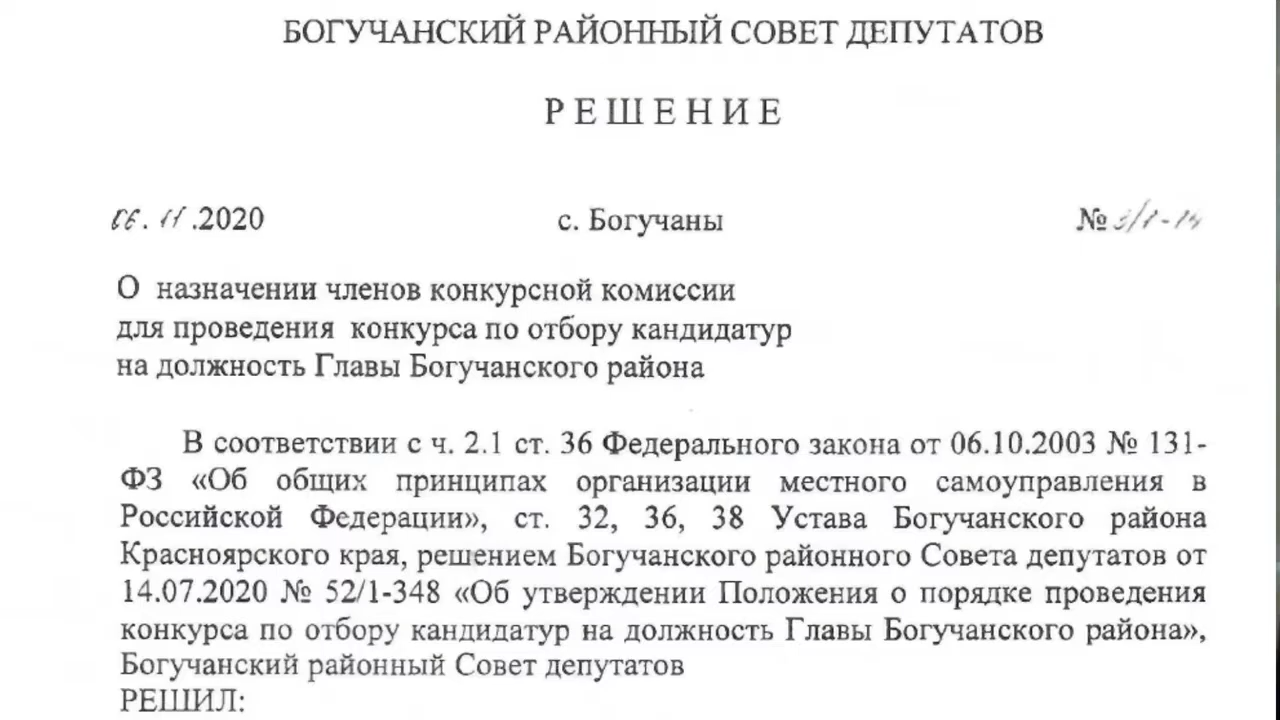 БОГУЧАНСКИЙ РАЙОННЫЙ СОВЕТ ДЕПУТАТОВ
Р Е Ш Е Н И Е
06.11.2020 с. Богучаны №
О назначении членов конкурсной комиссии
для проведения конкурса по отбору кандидатур
на должность Главы Богучанского района
В соответствии с ч. 2.1 ст. 36 Федерального закона от 06.10.2003 № 131-
ФЗ «Об общих принципах организации местного самоуправления в
Российской Федерации», ст. 32, 36, 38 Устава Богучанского района
Красноярского края, решением Богучанского районного Совета депутатов от
14.07.2020 № 52/1-348 «Об утверждении Положения о порядке проведения
конкурса по отбору кандидатур на должность Главы Богучанского района»,
Богучанский районный Совет депутатов
РЕШИЛ: